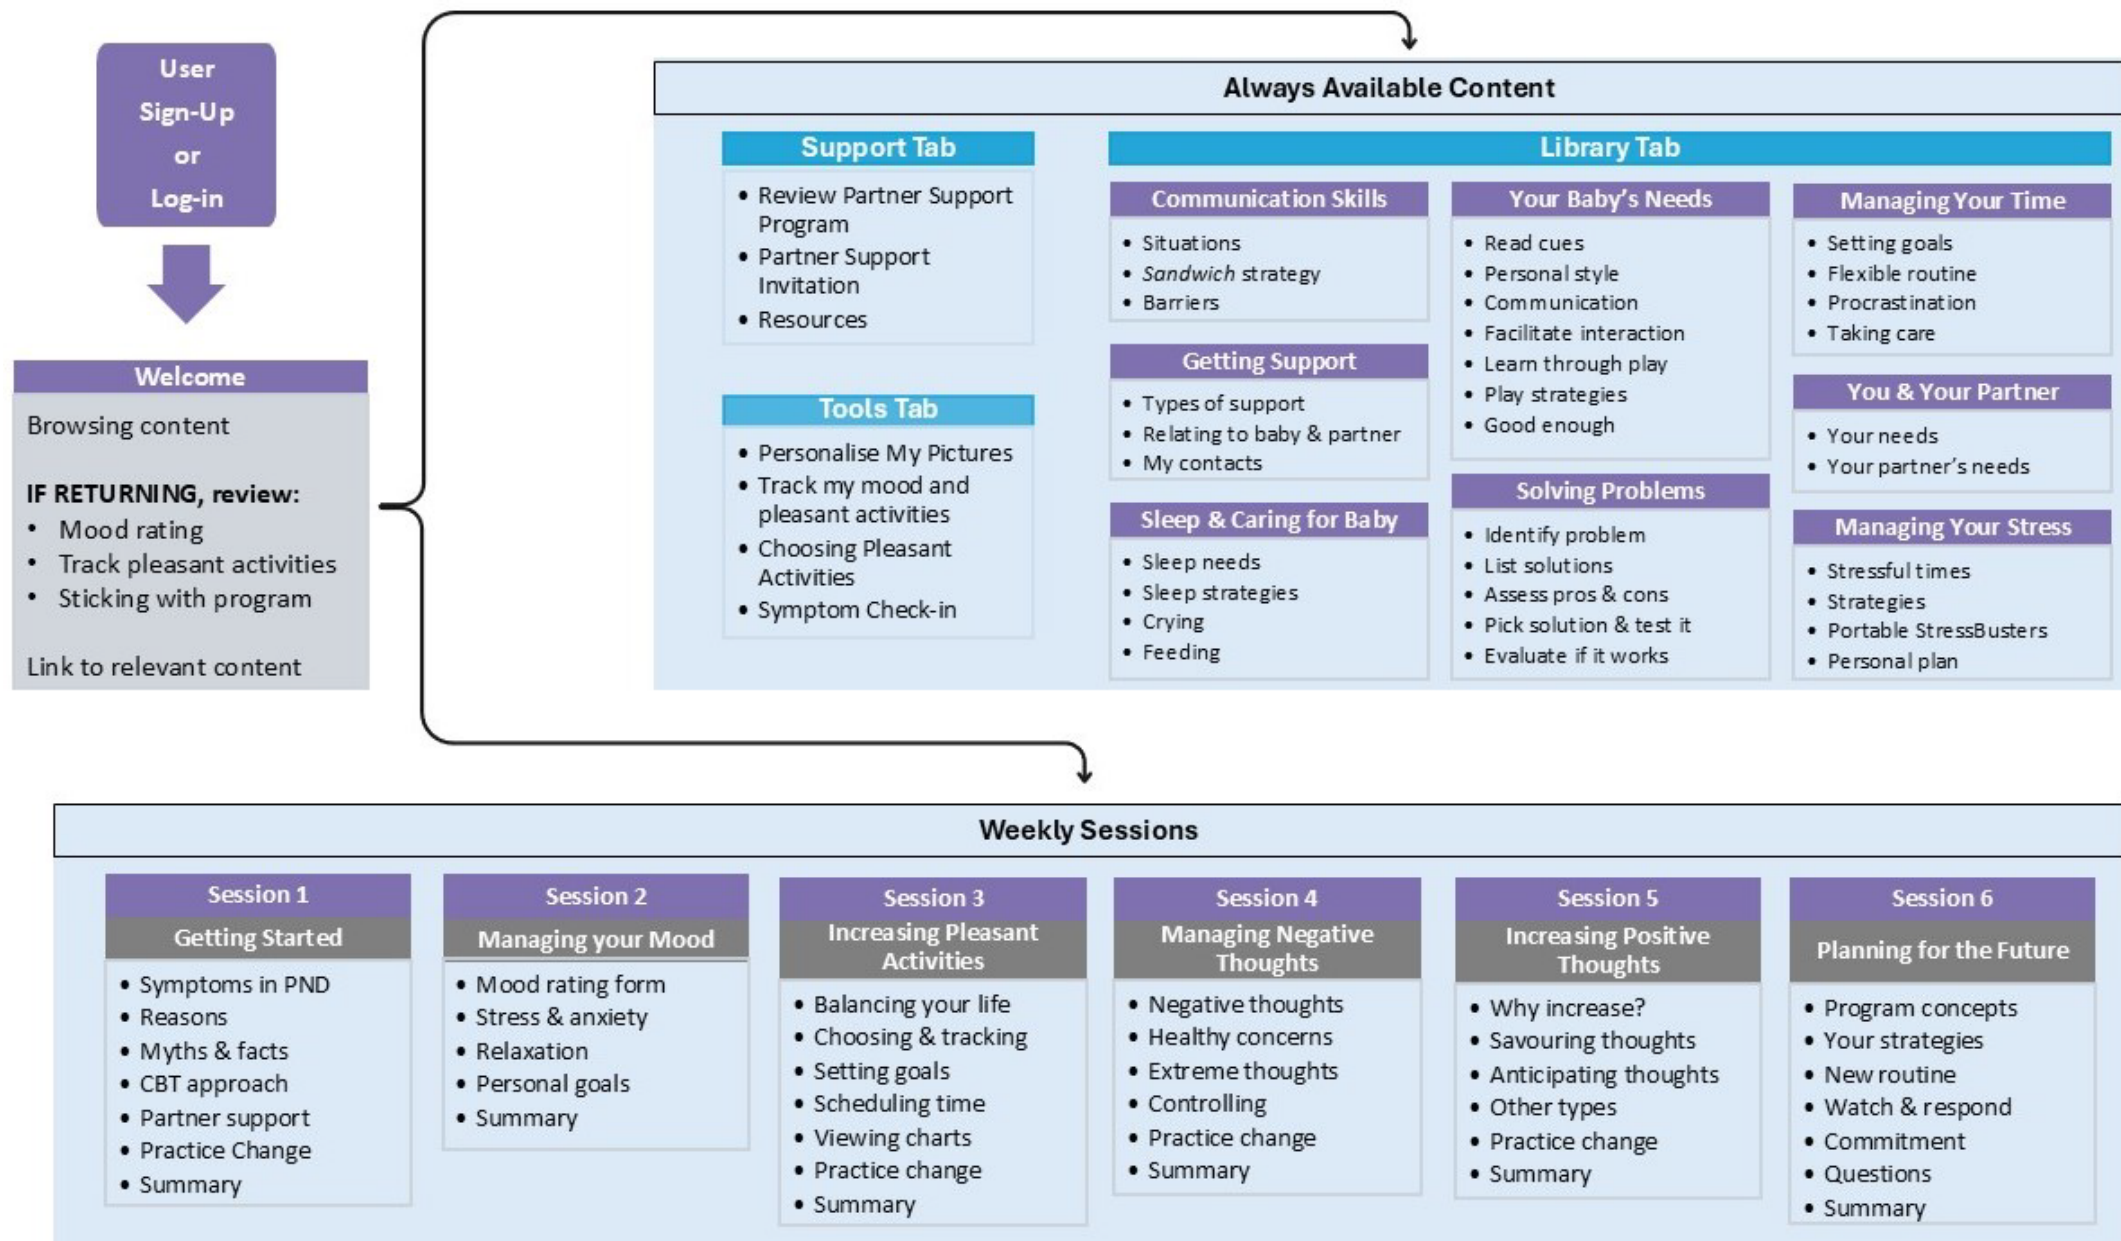 User
Sign-Up
or
Log-in
Welcome
Browsing content
IF RETURNING, review:
• Mood rating
• Track pleasant activities
• Sticking with program
Link to relevant content
Always Available Content
Support Tab
• Review Partner Support
Program
• Partner Support
Invitation
• Resources
Tools Tab
• Personalise My Pictures
• Track my mood and
pleasant activities
• Choosing Pleasant
Activities
• Symptom Check-in
Library Tab
Communication Skills
• Situations
• Sandwich strategy
• Barriers
Getting Support
• Types of support
• Relating to baby & partner
• My contacts
Sleep & Caring for Baby
• Sleep needs
• Sleep strategies
• Crying
• Feeding
Your Baby's Needs
• Read cues
• Personal style
• Communication
• Facilitate interaction
• Learn through play
• Play strategies
• Good enough
Solving Problems
• Identify problem
• List solutions
• Assess pros & cons
• Pick solution & test it
• Evaluate if it works
Managing Your Time
• Setting goals
• Flexible routine
• Procrastination
• Taking care
You & Your Partner
• Your needs
• Your partner's needs
Managing Your Stress
• Stressful times
• Strategies
• Portable StressBusters
• Personal plan
Weekly Sessions
Session 1
Getting Started
• Symptoms in PND
• Reasons
• Myths & facts
• CBT approach
• Partner support
• Practice Change
• Summary
Session 2
Managing your Mood
• Mood rating form
• Stress & anxiety
• Relaxation
• Personal goals
• Summary
Session 3
Increasing Pleasant
Activities
• Balancing your life
• Choosing & tracking
• Setting goals
• Scheduling time
• Viewing charts
• Practice change
• Summary
Session 4
Managing Negative
Thoughts
• Negative thoughts
• Healthy concerns
• Extreme thoughts
• Controlling
• Practice change
• Summary
Session 5
Increasing Positive
Thoughts
• Why increase?
• Savouring thoughts
• Anticipating thoughts
• Other types
• Practice change
• Summary
Session 6
Planning for the Future
• Program concepts
• Your strategies
• New routine
• Watch & respond
• Commitment
• Questions
• Summary